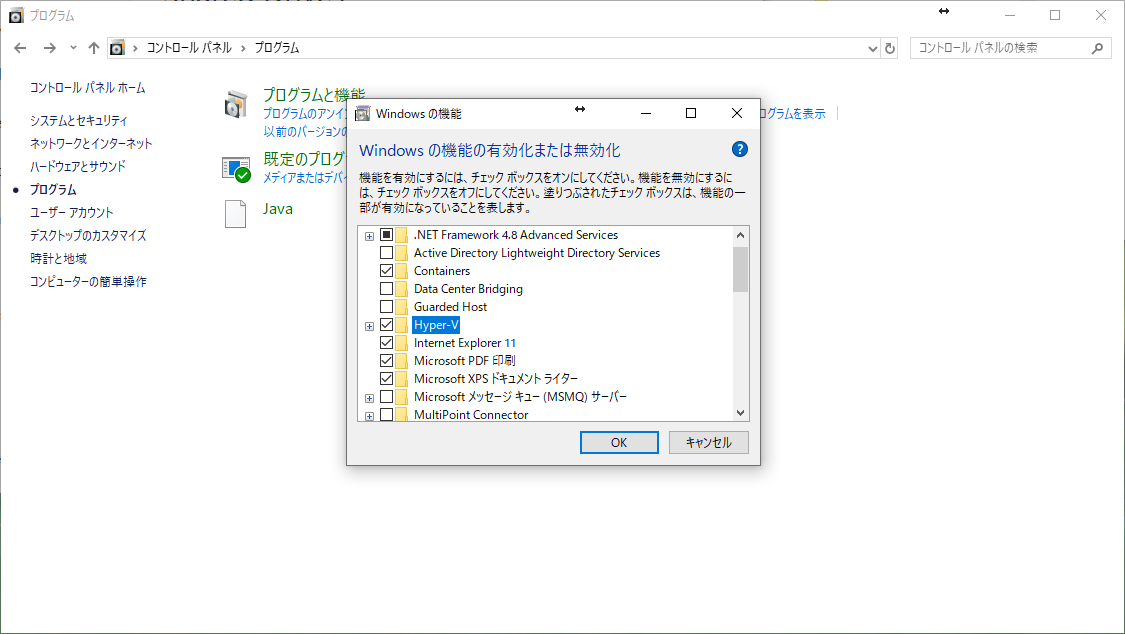 プログラム
コントロール パネル
プログラム
コントロール パネルの検索
コントロール パネル ホーム
システムとセキュリティ
ネットワークとインターネット
ハードウェアとサウンド
プログラム
ユーザー アカウント
デスクトップのカスタマイズ
時計と地域
コンピューターの簡単操作
プログラムと機能
プログラムのアンイン
ログラムを表示
以前のバージョンの
既定のプログ
メディアまたはデバイ
Java
Windows の機能
Windows の機能の有効化または無効化
機能を有効にするには、チェック ボックスをオンにしてください。機能を無効にするに
は、チェック ボックスをオフにしてください。塗りつぶされたチェック ボックスは、機能の一
部が有効になっていることを表します。
.NET Framework 4.8 Advanced Services
Active Directory Lightweight Directory Services
Containers
Data Center Bridging
Guarded Host
Hyper-V
Internet Explorer 11
Microsoft PDF 印刷
Microsoft XPS ドキュメント ライター
Microsoft メッセージ キュー (MSMQ) サーバー
MultiPoint Connector
OK
キャンセル